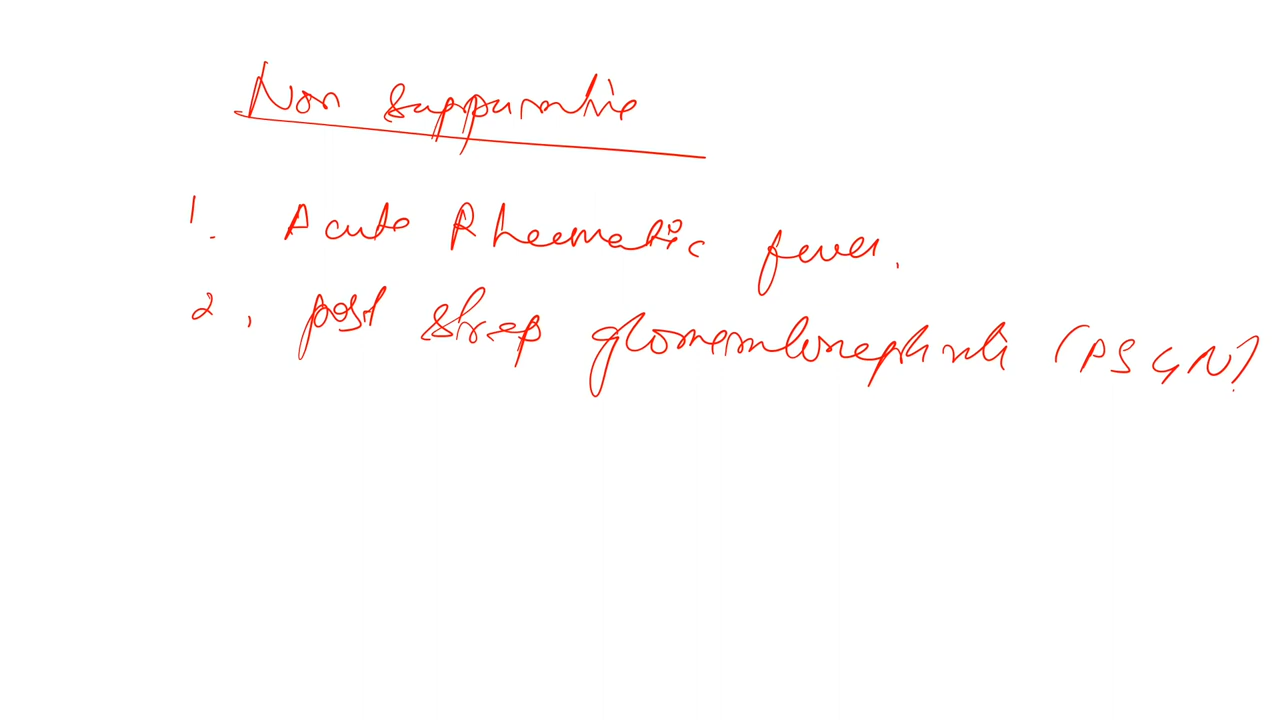 Non suppurative
1. Acute Rheumatic fever.
2. post strep glomerulonephritis (PSGN)